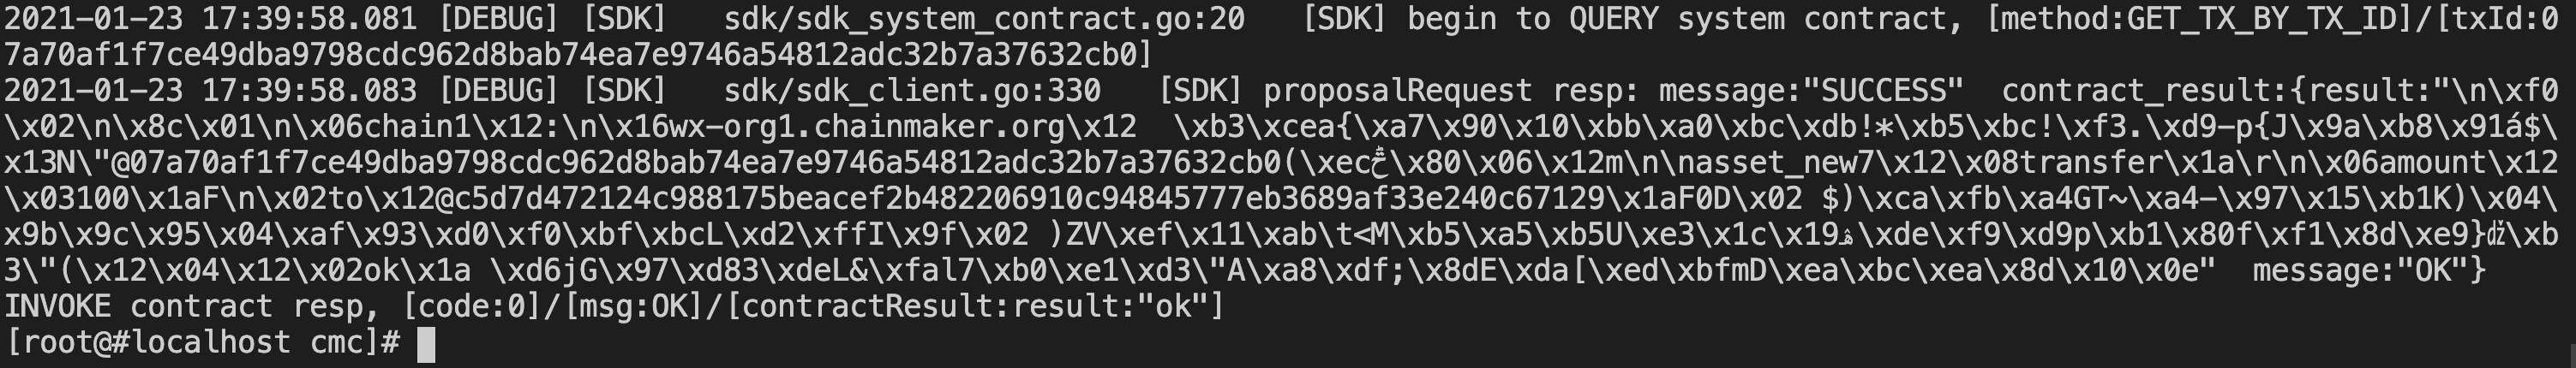 2021-01-23 17:39:58.081 [DEBUG] [SDK]   sdk/sdk_system_contract.go:20   [SDK] begin to QUERY system contract, [method:GET_TX_BY_TX_ID]/[txId:0
7a70af1f7ce49dba9798cdc962d8bab74ea7e9746a54812adc32b7a37632cb0]
2021-01-23 17:39:58.083 [DEBUG] [SDK]   sdk/sdk_client.go:330   [SDK] proposalRequest resp: message:"SUCCESS"  contract_result:{result:"\n\xf0
\x02\n\x8c\x01\n\x06chain1\x12:\n\x16wx-org1.chainmaker.org\x12  \xb3\xcea{\xa7\x90\x10\xbb\xa0\xbc\xdb!*\xb5\xbc!\xf3.\xd9-p{J\x9a\xb8\x91á$\
x13N\"@07a70af1f7ce49dba9798cdc962d8bab74ea7e9746a54812adc32b7a37632cb0(\xec\x80\x06\x12m\n\nasset_new7\x12\x08transfer\x1a\r\n\x06amount\x12
\x03100\x1aF\n\x02to\x12@c5d7d472124c988175beacef2b482206910c94845777eb3689af33e240c67129\x1aF0D\x02 $)\xca\xfb\xa4GT~\xa4-\x97\x15\xb1K)\x04\
x9b\x9c\x95\x04\xaf\x93\xd0\xf0\xbf\xbcL\xd2\xffI\x9f\x02 )ZV\xef\x11\xab\t<M\xb5\xa5\xb5U\xe3\x1c\x19\xde\xf9\xd9p\xb1\x80f\xf1\x8d\xe9}ǆ\xb
3\"(\x12\x04\x12\x02ok\x1a \xd6jG\x97\xd83\xdeL&\xfal7\xb0\xe1\xd3\"A\xa8\xdf;\x8dE\xda[\xed\xbfmD\xea\xbc\xea\x8d\x10\x0e"  message:"OK"}
INVOKE contract resp, [code:0]/[msg:OK]/[contractResult:result:"ok"]
[root@#localhost cmc]#